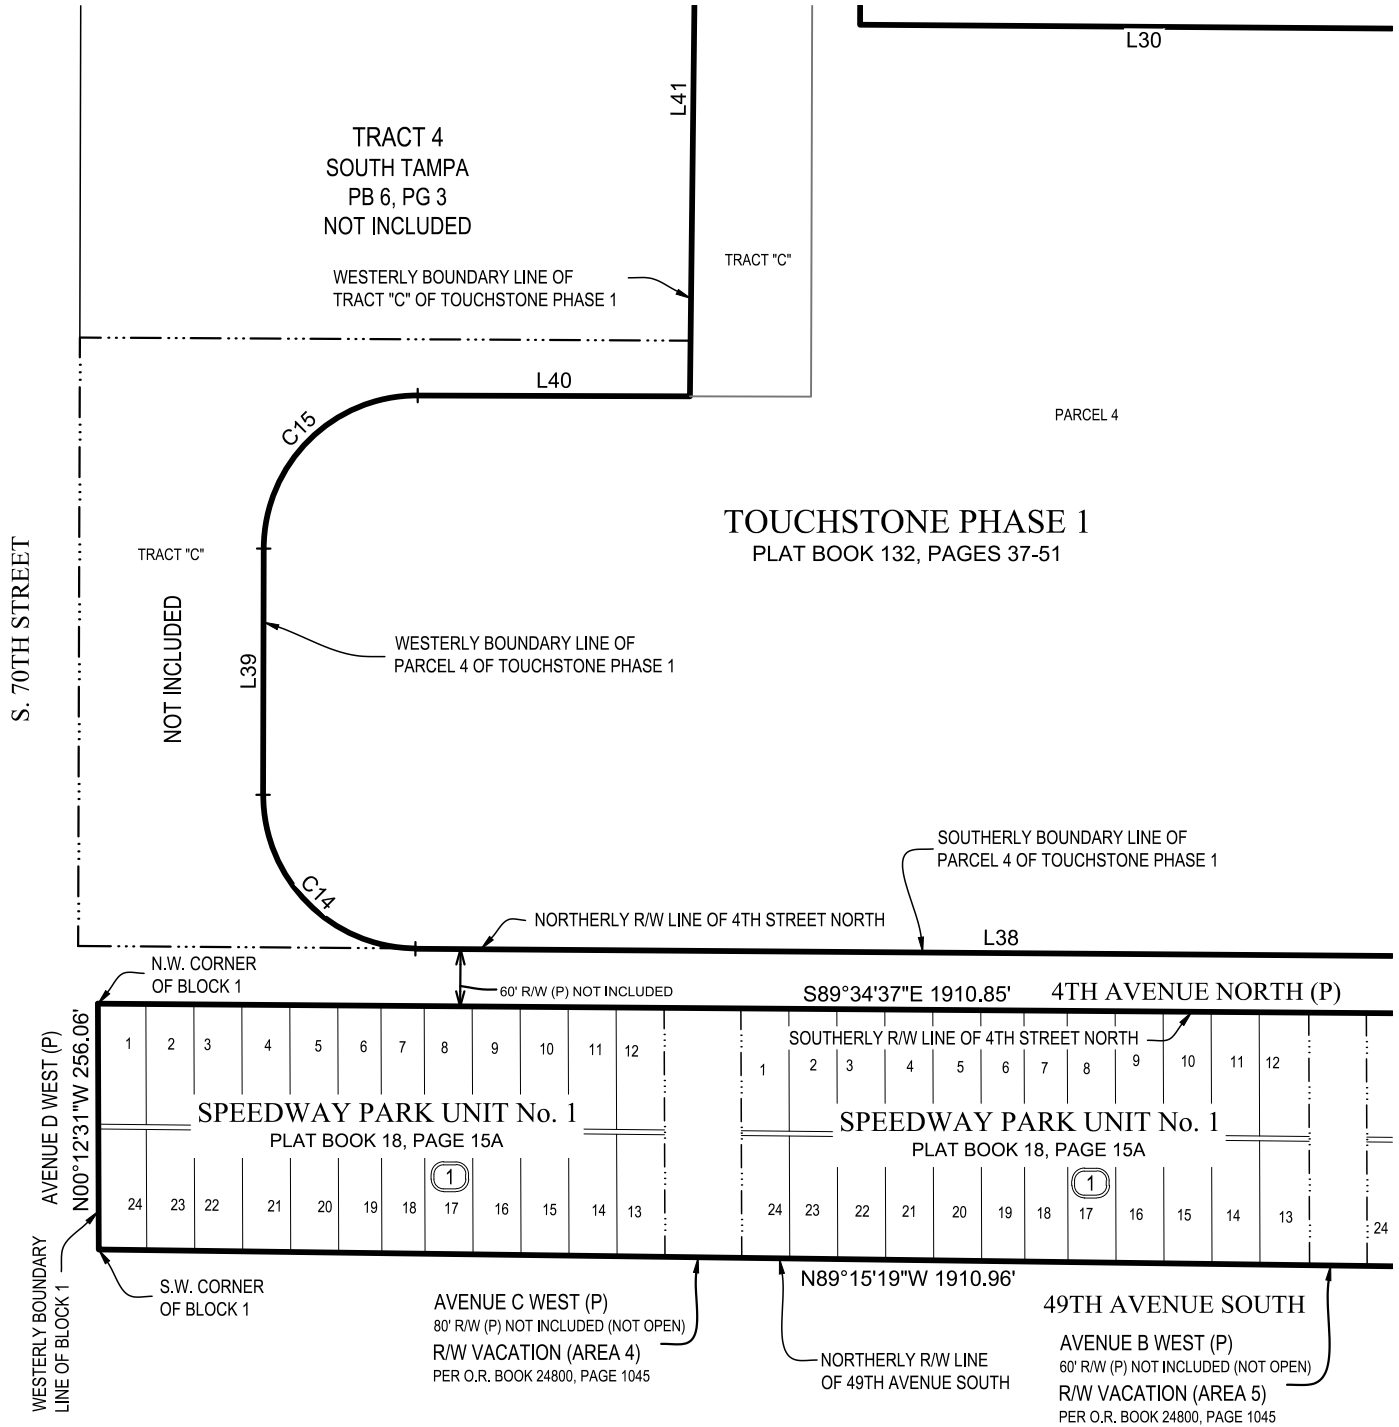 L30
L41
TRACT 4
SOUTH TAMPA
PB 6, PG 3
NOT INCLUDED
TRACT "C"
WESTERLY BOUNDARY LINE OF
TRACT "C" OF TOUCHSTONE PHASE 1
L40
C15
PARCEL 4
TOUCHSTONE PHASE 1
PLAT BOOK 132, PAGES 37-51
S. 70TH STREET
TRACT "C"
NOT INCLUDED
L39
WESTERLY BOUNDARY LINE OF
PARCEL 4 OF TOUCHSTONE PHASE 1
SOUTHERLY BOUNDARY LINE OF
PARCEL 4 OF TOUCHSTONE PHASE 1
C14
NORTHERLY R/W LINE OF 4TH STREET NORTH
L38
N.W. CORNER
OF BLOCK 1
60' R/W (P) NOT INCLUDED
S89°34'37"E 1910.85'
4TH AVENUE NORTH (P)
SOUTHERLY R/W LINE OF 4TH STREET NORTH
AVENUE D WEST (P)
N00°12'31"W 256.06'
1 2 3 4 5 6 7 8 9 10 11 12
1 2 3 4 5 6 7 8 9 10 11 12
SPEEDWAY PARK UNIT No. 1
PLAT BOOK 18, PAGE 15A
1
SPEEDWAY PARK UNIT No. 1
PLAT BOOK 18, PAGE 15A
1
24 23 22 21 20 19 18 17 16 15 14 13
24 23 22 21 20 19 18 17 16 15 14 13
24
WESTERLY BOUNDARY
LINE OF BLOCK 1
S.W. CORNER
OF BLOCK 1
N89°15'19"W 1910.96'
49TH AVENUE SOUTH
AVENUE C WEST (P)
80' R/W (P) NOT INCLUDED (NOT OPEN)
R/W VACATION (AREA 4)
PER O.R. BOOK 24800, PAGE 1045
NORTHERLY R/W LINE
OF 49TH AVENUE SOUTH
AVENUE B WEST (P)
60' R/W (P) NOT INCLUDED (NOT OPEN)
R/W VACATION (AREA 5)
PER O.R. BOOK 24800, PAGE 1045